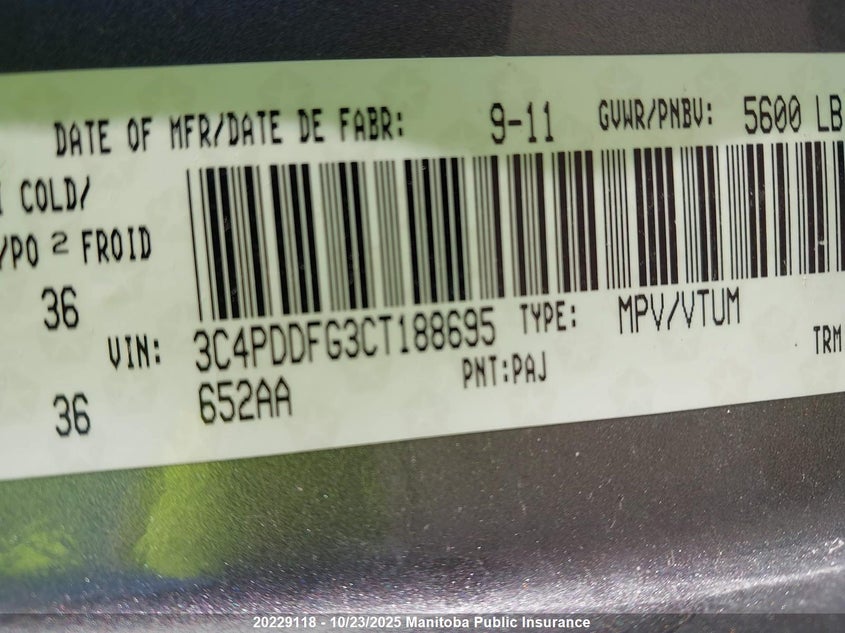 DATE OF MFR/DATE DE FABR: 9-11 GVWR/PNBV: 5600 LB
COLD/
/PO 2 FROID
36
VIN: 3C4PDDFG3CT188695 TYPE: MPV/VTUM
36 652AA PNT:PAJ TRM
20229118 - 10/23/2025 Manitoba Public Insurance